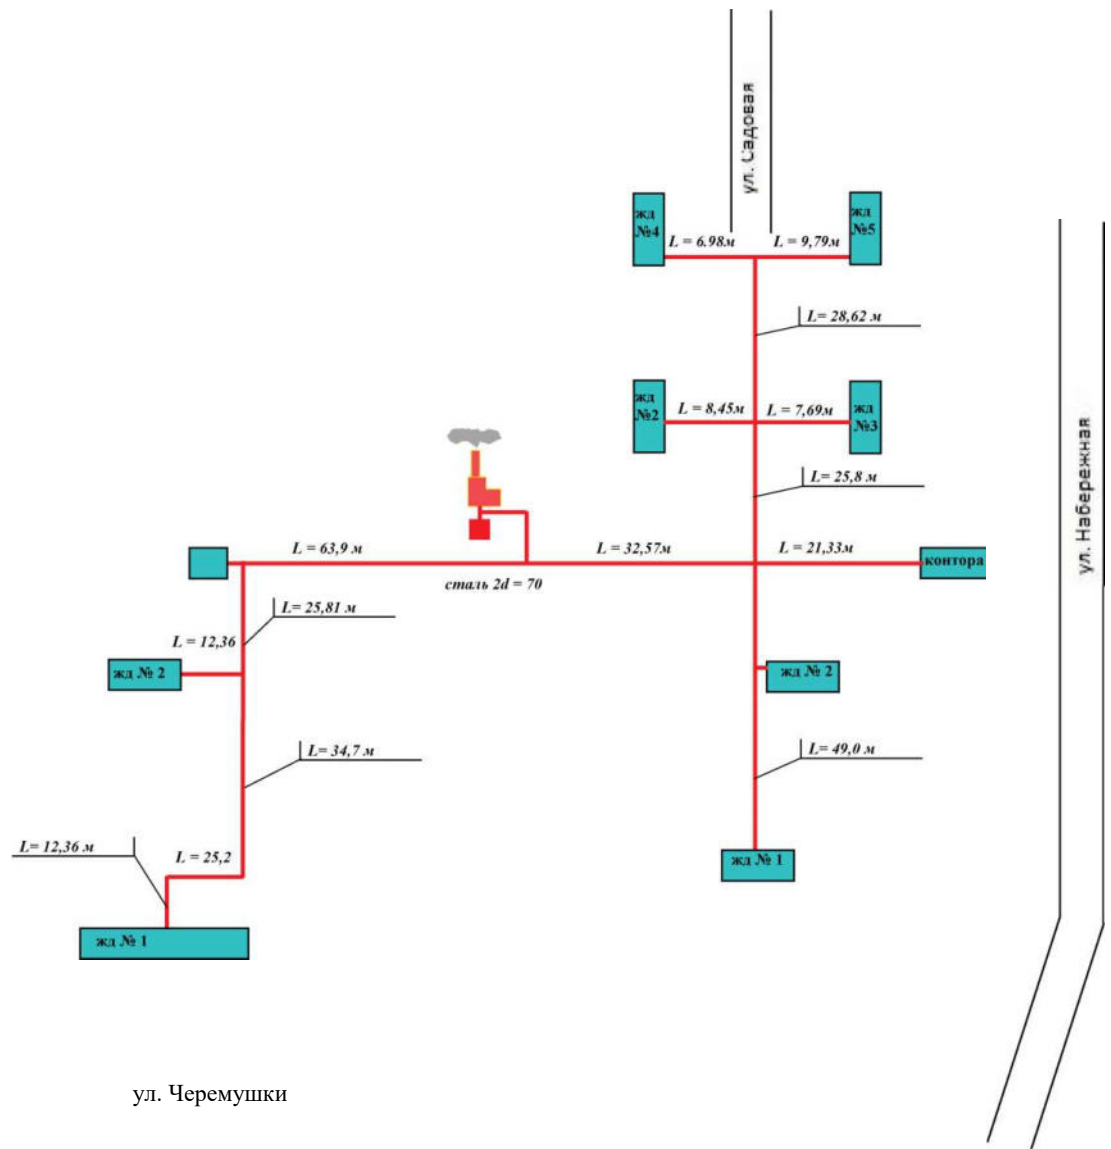 ул. Садовая
жд
№4
жд
№5
L = 6.98м
L = 9,79м
L= 28,62 м
жд
№2
L = 8,45м
L = 7,69м
жд
№3
ул. Набережная
L= 25,8 м
L = 63,9 м
L = 32,57м
L = 21,33м
контора
сталь 2d = 70
L= 25,81 м
L = 12,36
жд № 2
жд № 2
L= 34,7 м
L= 49,0 м
L= 12,36 м
L = 25,2
жд № 1
жд № 1
ул. Черемушки